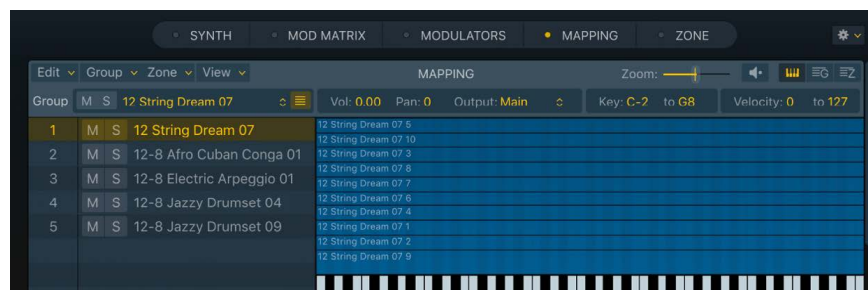 SYNTH MOD MATRIX MODULATORS MAPPING ZONE
Edit Group Zone View MAPPING Zoom: G Z
Group M S 12 String Dream 07 Vol: 0.00 Pan: 0 Output: Main Key: C-2 to G8 Velocity: 0 to 127
1 M S 12 String Dream 07
2 M S 12-8 Afro Cuban Conga 01
3 M S 12-8 Electric Arpeggio 01
4 M S 12-8 Jazzy Drumset 04
5 M S 12-8 Jazzy Drumset 09
12 String Dream 07 5
12 String Dream 07 10
12 String Dream 07 3
12 String Dream 07 8
12 String Dream 07 7
12 String Dream 07 6
12 String Dream 07 4
12 String Dream 07 1
12 String Dream 07 2
12 String Dream 07 9